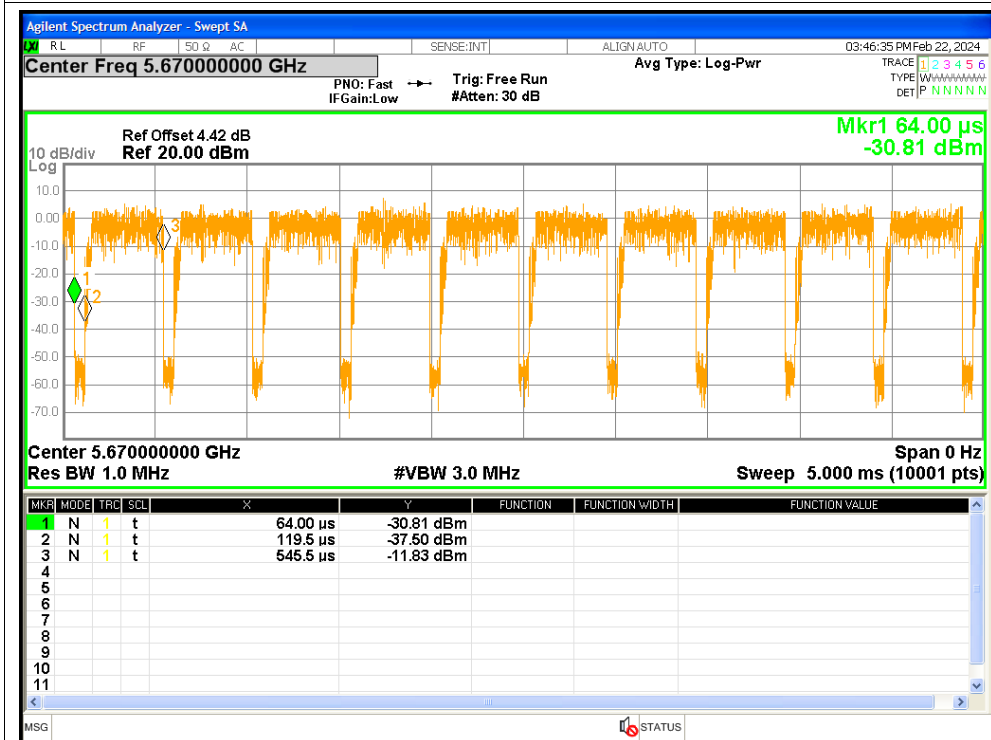 Agilent Spectrum Analyzer - Swept SA
LXI RL RF 50 Ω AC SENSE:INT ALIGN AUTO 03:46:35 PM Feb 22, 2024
Center Freq 5.670000000 GHz Avg Type: Log-Pwr TRACE 1 2 3 4 5 6
PNO: Fast Trig: Free Run TYPE W
IFGain:Low #Atten: 30 dB DET P N N N N N
Mkr1 64.00 µs
Ref Offset 4.42 dB
10 dB/div Ref 20.00 dBm -30.81 dBm
Log
10.0
0.00
-10.0
-20.0
-30.0
-40.0
-50.0
-60.0
-70.0
1
2
3
Center 5.670000000 GHz Span 0 Hz
Res BW 1.0 MHz #VBW 3.0 MHz Sweep 5.000 ms (10001 pts)
MKR MODE TRC SCL X Y FUNCTION FUNCTION WIDTH FUNCTION VALUE
1 N 1 t 64.00 µs -30.81 dBm
2 N 1 t 119.5 µs -37.50 dBm
3 N 1 t 545.5 µs -11.83 dBm
4
5
6
7
8
9
10
11
MSG STATUS